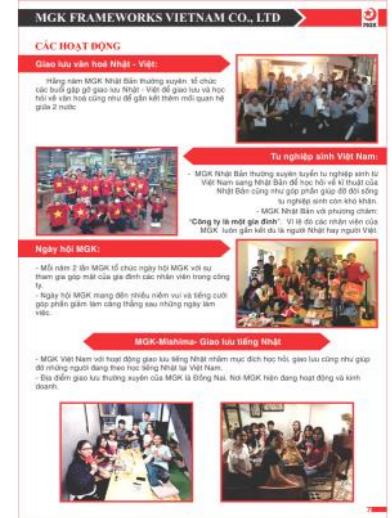 MGK FRAMEWORKS VIETNAM CO., LTD
MGK
CÁC HOẠT ĐỘNG
Giao lưu văn hoá Nhật - Việt:
Hằng năm MGK Nhật Bản thường xuyên tổ chức
các buổi gặp gỡ giao lưu Nhật - Việt để giao lưu và học
hỏi về văn hoá cũng như để gắn kết thêm mối quan hệ
giữa 2 nước
Tu nghiệp sinh Việt Nam:
- MGK Nhật Bản thường xuyên tuyển tu nghiệp sinh từ
Việt Nam sang Nhật Bản để học hỏi về kĩ thuật của
Nhật Bản cũng như góp phần giúp đỡ đời sống
tu nghiệp sinh còn khó khăn.
- MGK Nhật Bản với phương châm:
"Công ty là một gia đình". Vì lẽ đó các nhân viên của
MGK luôn gắn kết dù là người Nhật hay người Việt.
Ngày hội MGK:
- Mỗi năm 2 lần MGK tổ chức ngày hội MGK với sự
tham gia góp mặt của gia đình các nhân viên trong công
ty.
- Ngày hội MGK mang đến nhiều niềm vui và tiếng cười
góp phần giảm làm căng thẳng sau những ngày làm
việc.
MGK-Mishima- Giao lưu tiếng Nhật
- MGK Việt Nam với hoạt động giao lưu tiếng Nhật nhằm mục đích học hỏi, giao lưu cũng như giúp
đỡ những người đang theo học tiếng Nhật tại Việt Nam.
- Địa điểm giao lưu thường xuyên của MGK là Đồng Nai. Nơi MGK hiện đang hoạt động và kinh
doanh.